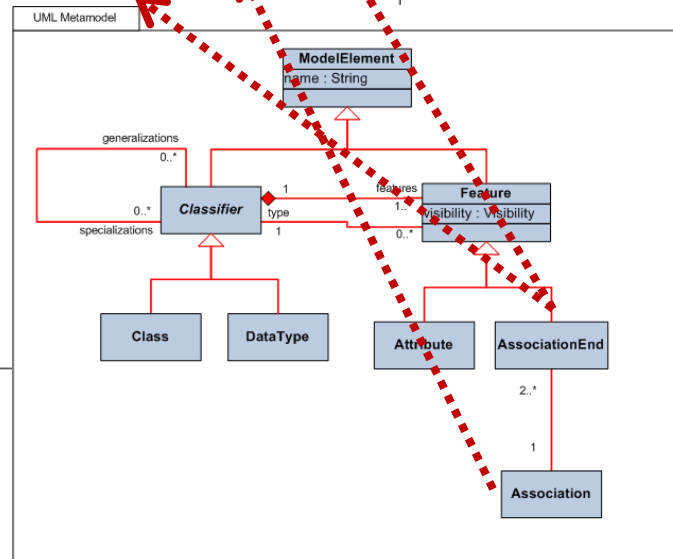 UML Metamodel
ModelElement
name : String
generalizations
0..*
1
features
Feature
Classifier
1..*
visibility : Visibility
0..*
type
specializations
1
0..*
Class
DataType
Attribute
AssociationEnd
2..*
1
Association